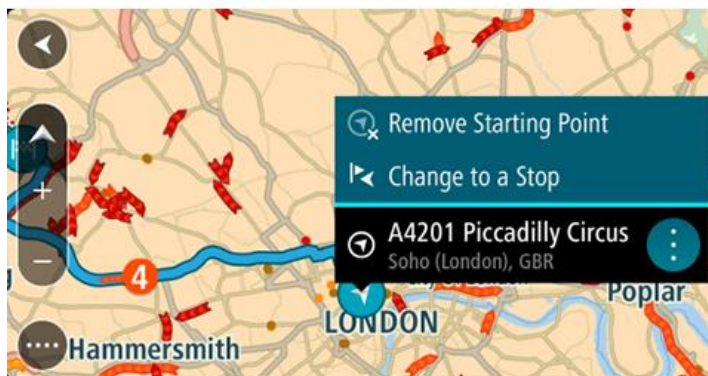 Remove Starting Point
Change to a Stop
A4201 Piccadilly Circus
Soho (London), GBR
4
Poplar
LONDON
Hammersmith